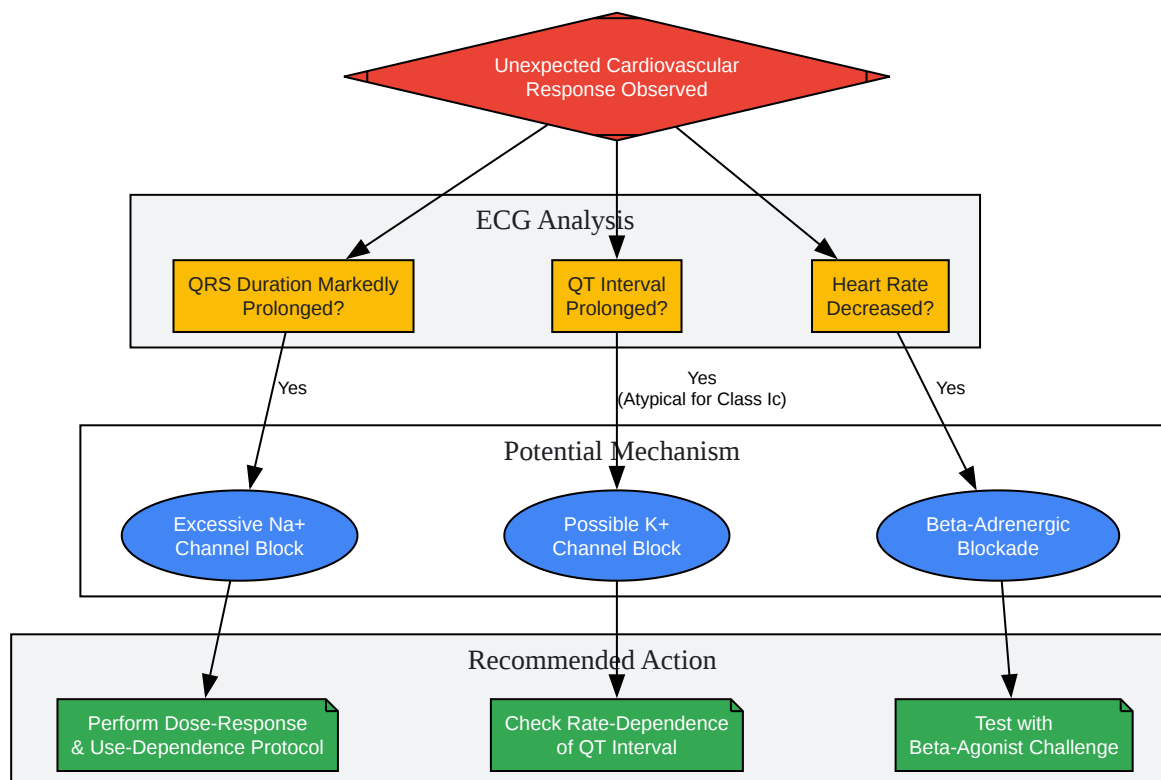 Unexpected Cardiovascular
Response Observed
ECG Analysis
QRS Duration Markedly
Prolonged?
QT Interval
Prolonged?
Heart Rate
Decreased?
Yes
Yes
(Atypical for Class Ic)
Yes
Potential Mechanism
Excessive Na+
Channel Block
Possible K+
Channel Block
Beta-Adrenergic
Blockade
Recommended Action
Perform Dose-Response
& Use-Dependence Protocol
Check Rate-Dependence
of QT Interval
Test with
Beta-Agonist Challenge